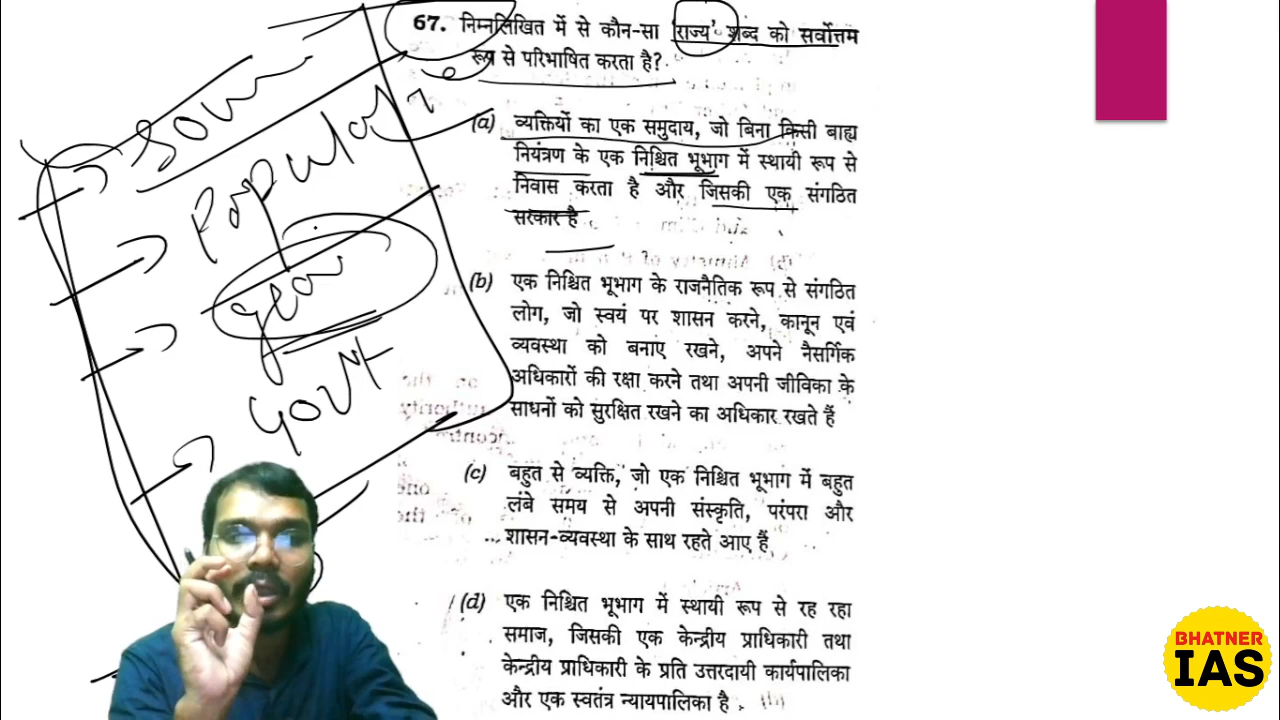 67. निम्नलिखित में से कौन-सा 'राज्य' शब्द को सर्वोत्तम
रूप से परिभाषित करता है?
(a) व्यक्तियों का एक समुदाय, जो बिना किसी बाह्य
नियंत्रण के एक निश्चित भूभाग में स्थायी रूप से
निवास करता है और जिसकी एक संगठित
सरकार है
(b) एक निश्चित भूभाग के राजनैतिक रूप से संगठित
लोग, जो स्वयं पर शासन करने, कानून एवं
व्यवस्था को बनाए रखने, अपने नैसर्गिक
अधिकारों की रक्षा करने तथा अपनी जीविका के
साधनों को सुरक्षित रखने का अधिकार रखते हैं
(c) बहुत से व्यक्ति, जो एक निश्चित भूभाग में बहुत
लंबे समय से अपनी संस्कृति, परंपरा और
शासन-व्यवस्था के साथ रहते आए हैं
(d) एक निश्चित भूभाग में स्थायी रूप से रह रहा
समाज, जिसकी एक केन्द्रीय प्राधिकारी तथा
केन्द्रीय प्राधिकारी के प्रति उत्तरदायी कार्यपालिका
और एक स्वतंत्र न्यायपालिका है
Govt
BHATNER
IAS